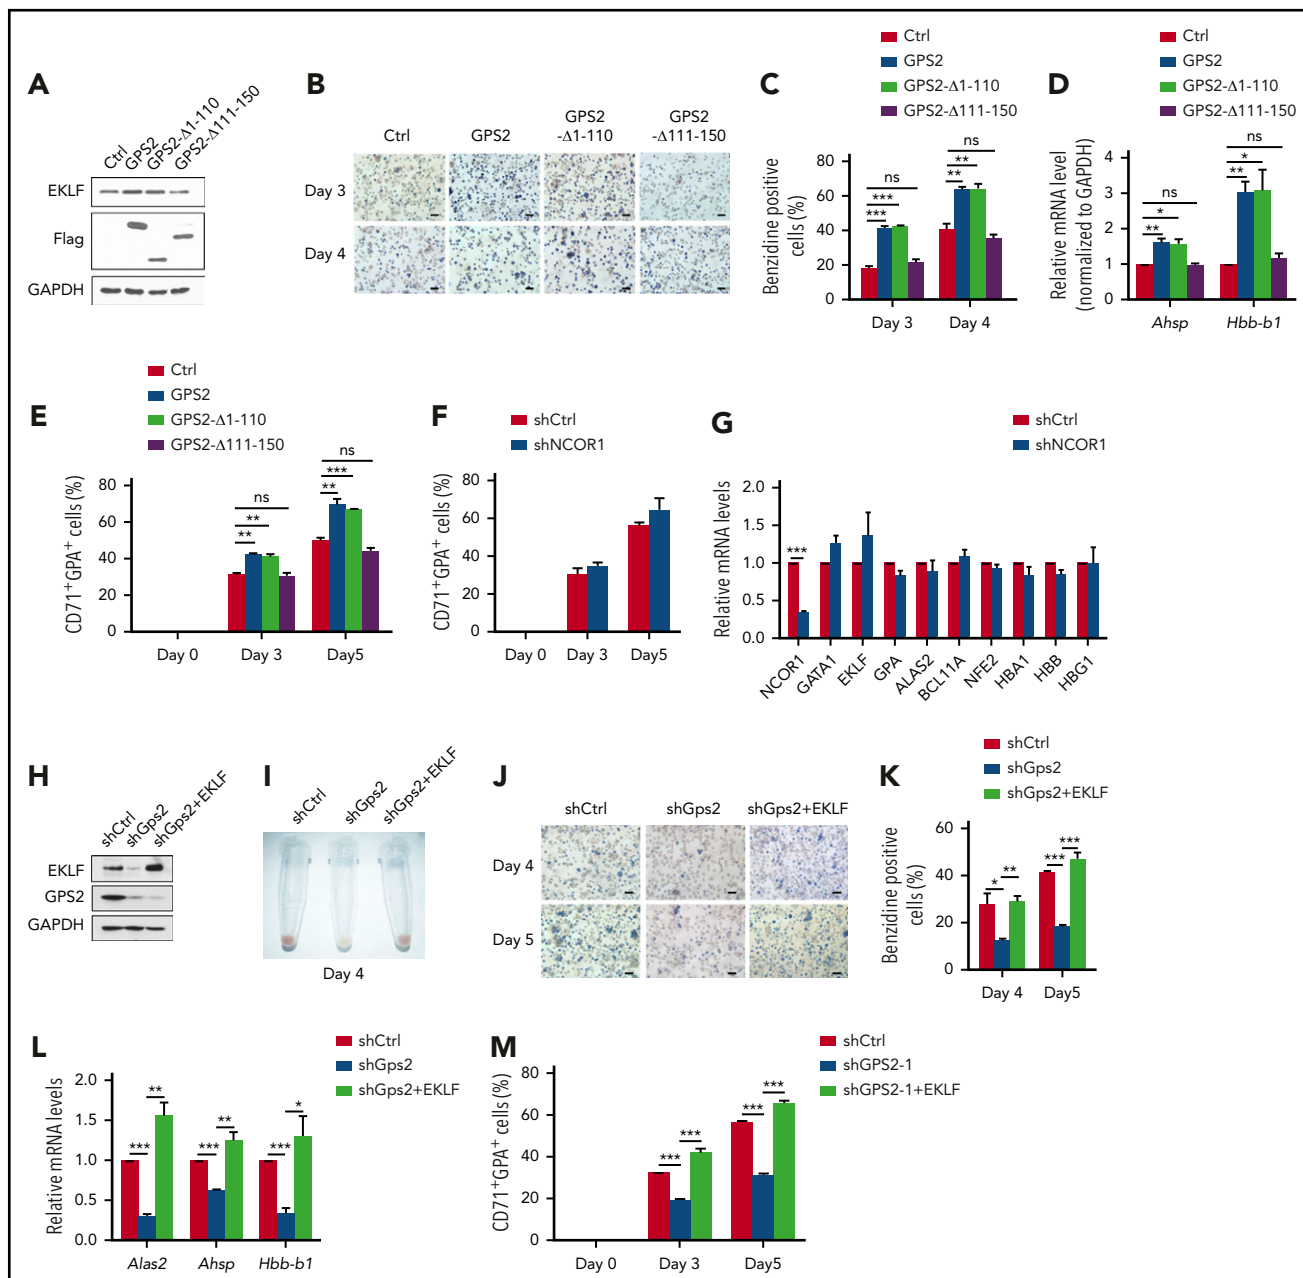 A
Ctrl
GPS2
GPS2-Δ1-110
GPS2-Δ111-150
EKLF
Flag
GAPDH
B
Ctrl
GPS2
GPS2
-Δ1-110
GPS2
-Δ111-150
Day 3
Day 4
C
Ctrl
GPS2
GPS2-Δ1-110
GPS2-Δ111-150
Benzidine positive
cells (%)
80
60
40
20
0
ns
***
***
ns
**
**
Day 3
Day 4
D
Ctrl
GPS2
GPS2-Δ1-110
GPS2-Δ111-150
Relative mRNA level
(normalized to GAPDH)
4
3
2
1
0
ns
*
**
ns
*
**
Ahsp
Hbb-b1
E
Ctrl
GPS2
GPS2-Δ1-110
GPS2-Δ111-150
CD71+GPA+ cells (%)
80
60
40
20
0
ns
**
**
ns
***
**
Day 0
Day 3
Day5
F
shCtrl
shNCOR1
CD71+GPA+ cells (%)
80
60
40
20
0
Day 0
Day 3
Day5
G
shCtrl
shNCOR1
Relative mRNA levels
2.0
1.5
1.0
0.5
0.0
***
NCOR1
GATA1
EKLF
GPA
ALAS2
BCL11A
NFE2
HBA1
HBB
HBG1
H
shCtrl
shGps2
shGps2+EKLF
EKLF
GPS2
GAPDH
I
shCtrl
shGps2
shGps2+EKLF
Day 4
J
shCtrl
shGps2
shGps2+EKLF
Day 4
Day 5
K
shCtrl
shGps2
shGps2+EKLF
Benzidine positive
cells (%)
60
40
20
0
*
**
***
***
Day 4
Day5
L
shCtrl
shGps2
shGps2+EKLF
Relative mRNA levels
2.0
1.5
1.0
0.5
0.0
***
**
***
**
***
*
Alas2
Ahsp
Hbb-b1
M
shCtrl
shGPS2-1
shGPS2-1+EKLF
CD71+GPA+ cells (%)
80
60
40
20
0
***
***
***
***
Day 0
Day 3
Day5